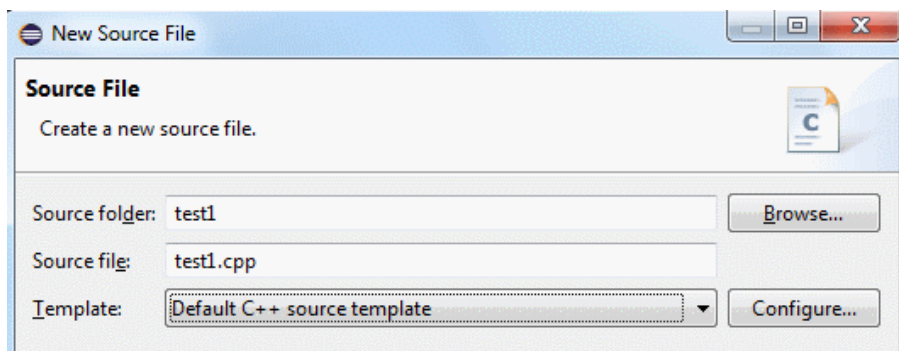 New Source File
Source File
Create a new source file.
C
Source folder: test1 Browse...
Source file: test1.cpp
Template: Default C++ source template Configure...